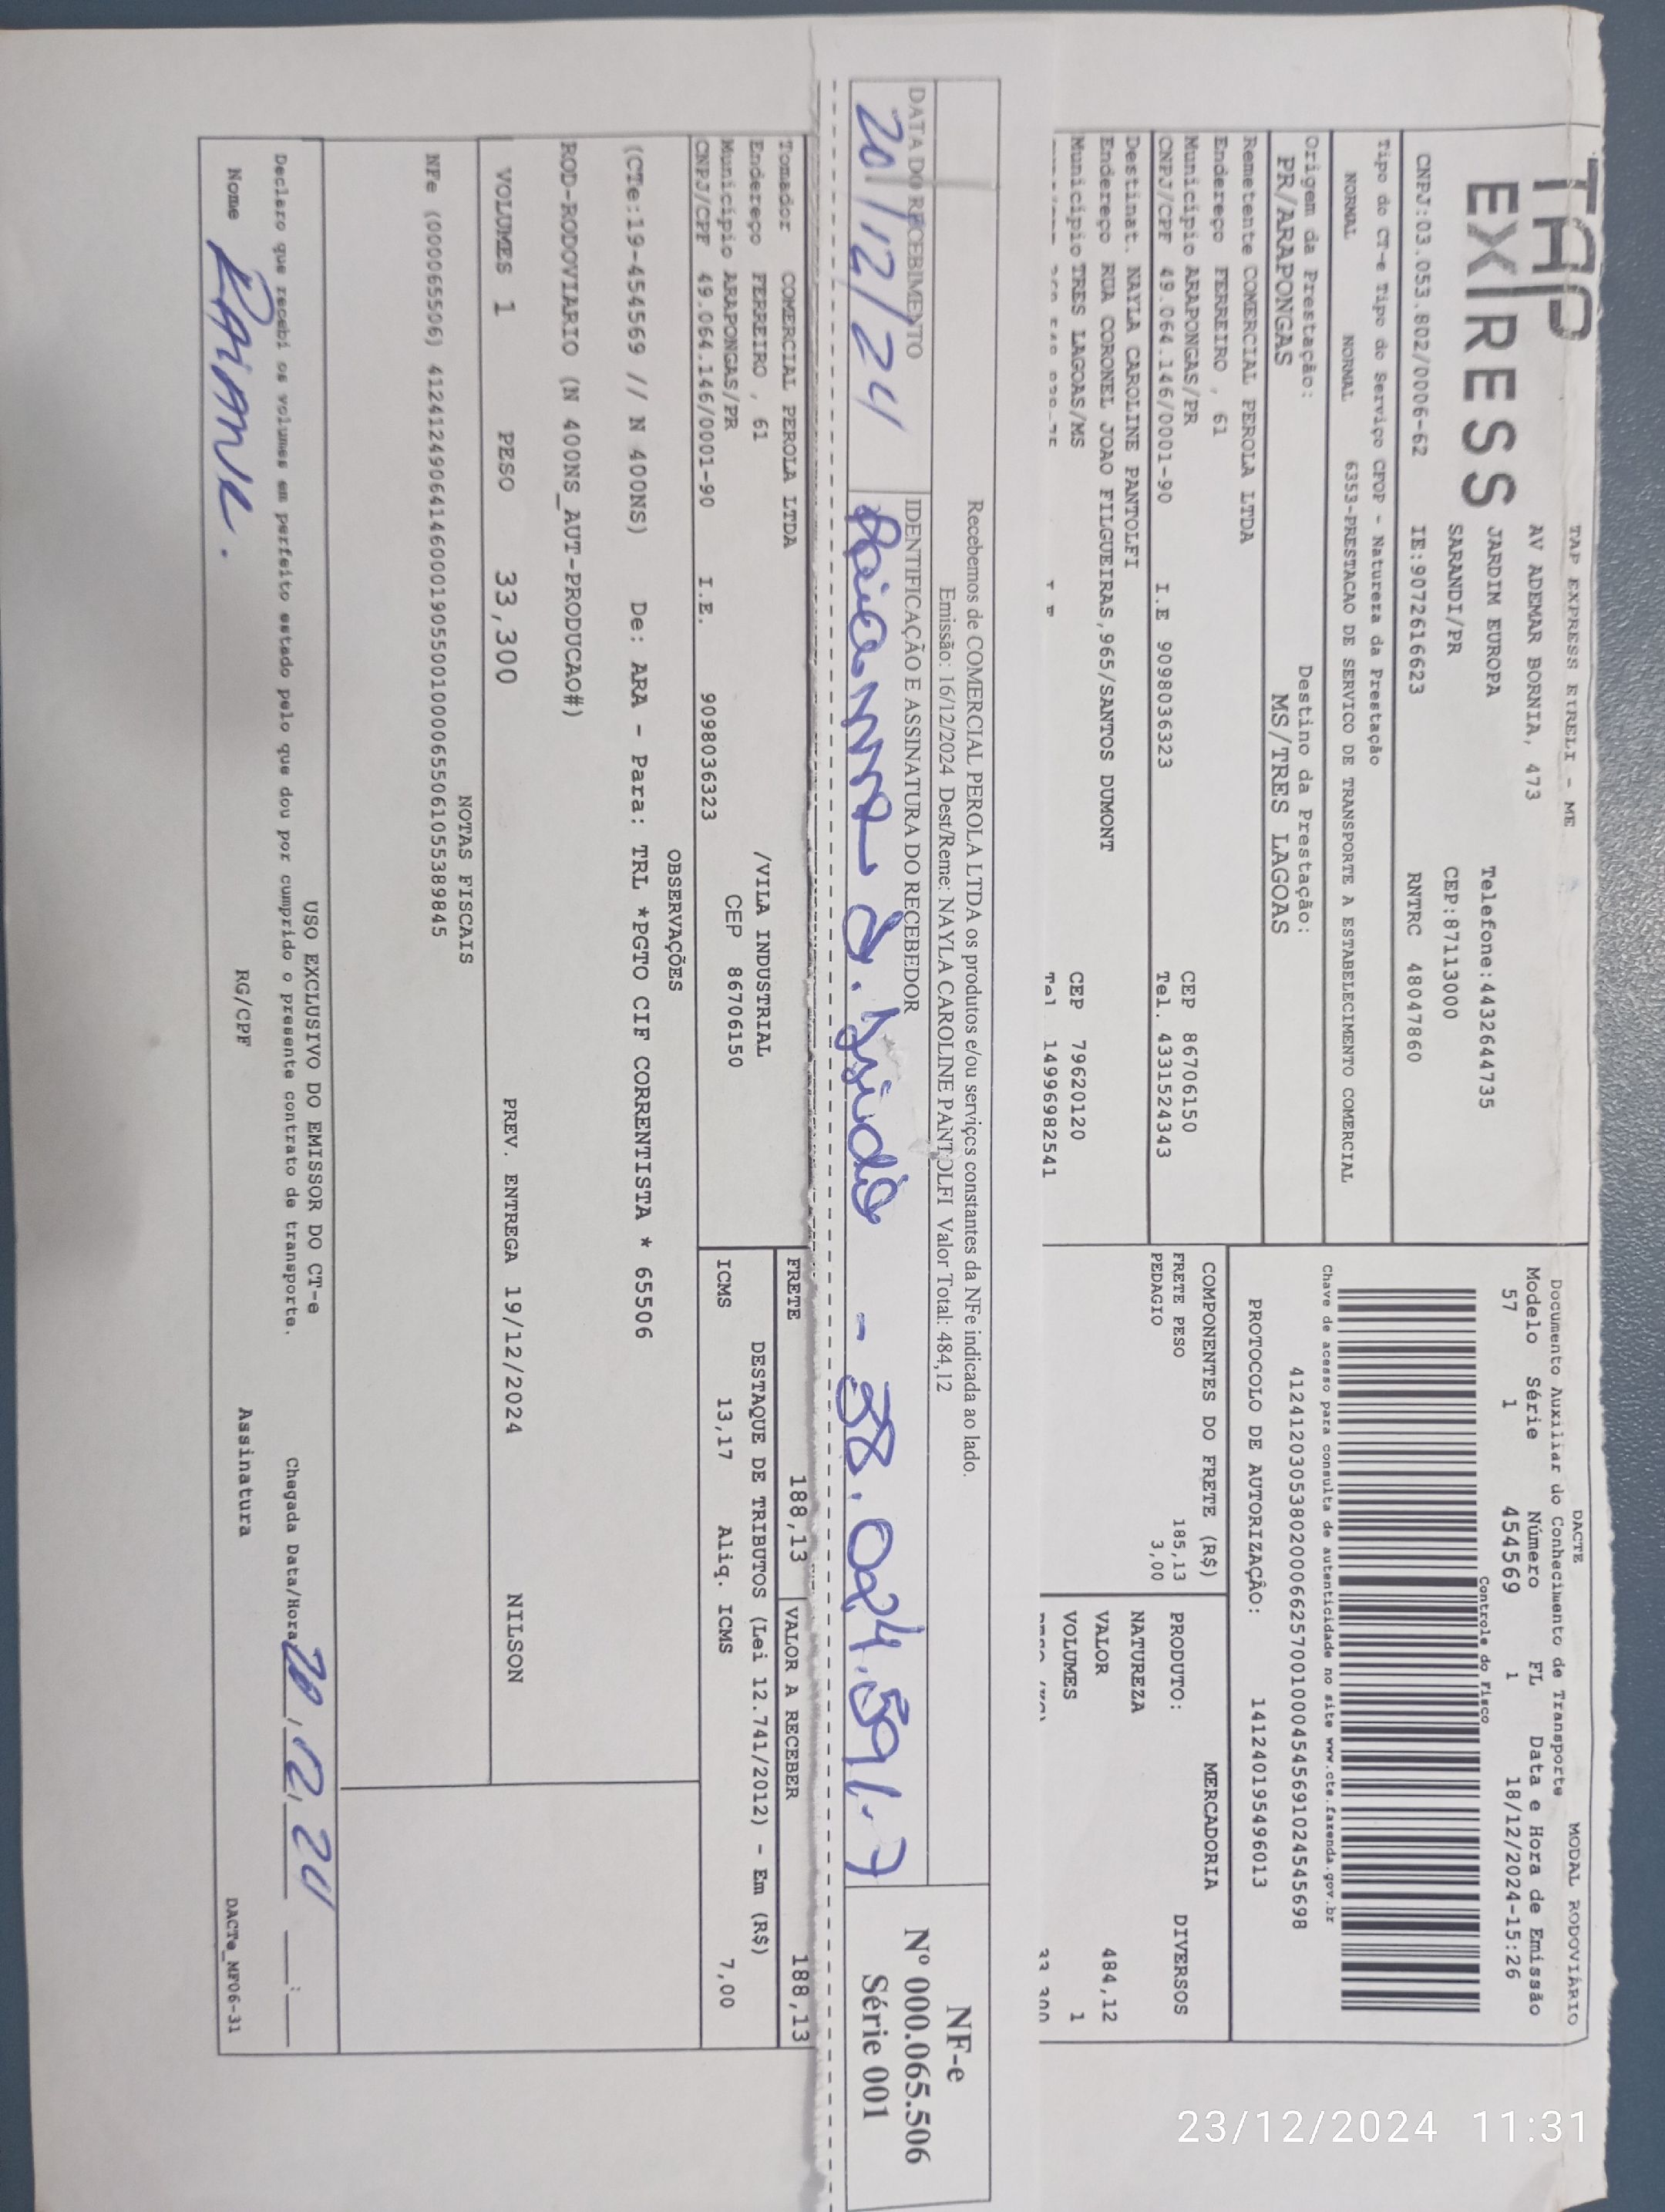 TAP
EXPRESS
TAP EXPRESS EIRELI - ME
AV ADEMAR BORNIA, 473
JARDIM EUROPA Telefone:4432644735
SARANDI/PR CEP:87113000
CNPJ:03.053.802/0006-62 IE:9072616623 RNTRC 48047860
DACTE MODAL RODOVIÁRIO
Documento Auxiliar do Conhecimento de Transporte
Modelo Série Número FL Data e Hora de Emissão
57 1 454569 1 18/12/2024-15:26
Controle do Fisco
Tipo do CT-e Tipo do Serviço CFOP - Natureza da Prestação
NORNAL NORNAL 6353-PRESTACAO DE SERVICO DE TRANSPORTE A ESTABELECIMENTO COMERCIAL
Chave de acesso para consulta de autenticidade no site www.cte.fazenda.gov.br
41241203053802000662570010004545691024545698
Origem da Prestação: Destino da Prestação:
PR/ARAPONGAS MS/TRES LAGOAS
PROTOCOLO DE AUTORIZAÇÃO: 141240195496013
Remetente COMERCIAL PEROLA LTDA
Endereço FERREIRO , 61
Município ARAPONGAS/PR CEP 86706150
CNPJ/CPF 49.064.146/0001-90 I.E 9098036323 Tel. 4331524343
Destinat. NAYLA CAROLINE PANTOLFI
Endereço RUA CORONEL JOAO FILGUEIRAS,965/SANTOS DUMONT
Município TRES LAGOAS/MS CEP 79620120
Tel 14996982541
COMPONENTES DO FRETE (R$)
FRETE PESO 185,13
PEDAGIO 3,00
MERCADORIA
PRODUTO: DIVERSOS
NATUREZA
VALOR 484,12
VOLUMES 1
33,300
Recebemos de COMERCIAL PEROLA LTDA os produtos e/ou serviços constantes da NFe indicada ao lado.
Emissão: 16/12/2024 Dest/Reme: NAYLA CAROLINE PANTOLFI Valor Total: 484,12
DATA DO RECEBIMENTO IDENTIFICAÇÃO E ASSINATURA DO RECEBEDOR
20/12/24
NF-e
Nº 000.065.506
Série 001
Tomador COMERCIAL PEROLA LTDA
Endereço FERREIRO , 61 /VILA INDUSTRIAL
Município ARAPONGAS/PR CEP 86706150
CNPJ/CPF 49.064.146/0001-90 I.E. 9098036323
FRETE 188,13 VALOR A RECEBER 188,13
DESTAQUE DE TRIBUTOS (Lei 12.741/2012) - Em (R$)
ICMS 13,17 Aliq. ICMS 7,00
OBSERVAÇÕES
(CTe:19-454569 // N 400NS) De: ARA - Para: TRL *PGTO CIF CORRENTISTA * 65506
ROD-RODOVIARIO (N 400NS_AUT-PRODUCAO#)
VOLUMES 1 PESO 33,300 PREV. ENTREGA 19/12/2024 NILSON
NOTAS FISCAIS
NFe (000065506) 41241249064146000190550010000655061055389845
USO EXCLUSIVO DO EMISSOR DO CT-e
Declaro que recebi os volumes em perfeito estado pelo que dou por cumprido o presente contrato de transporte. Chegada Data/Hora 20,12,24
Nome RAIANE. RG/CPF Assinatura
DACTe_MF06-31
23/12/2024 11:31